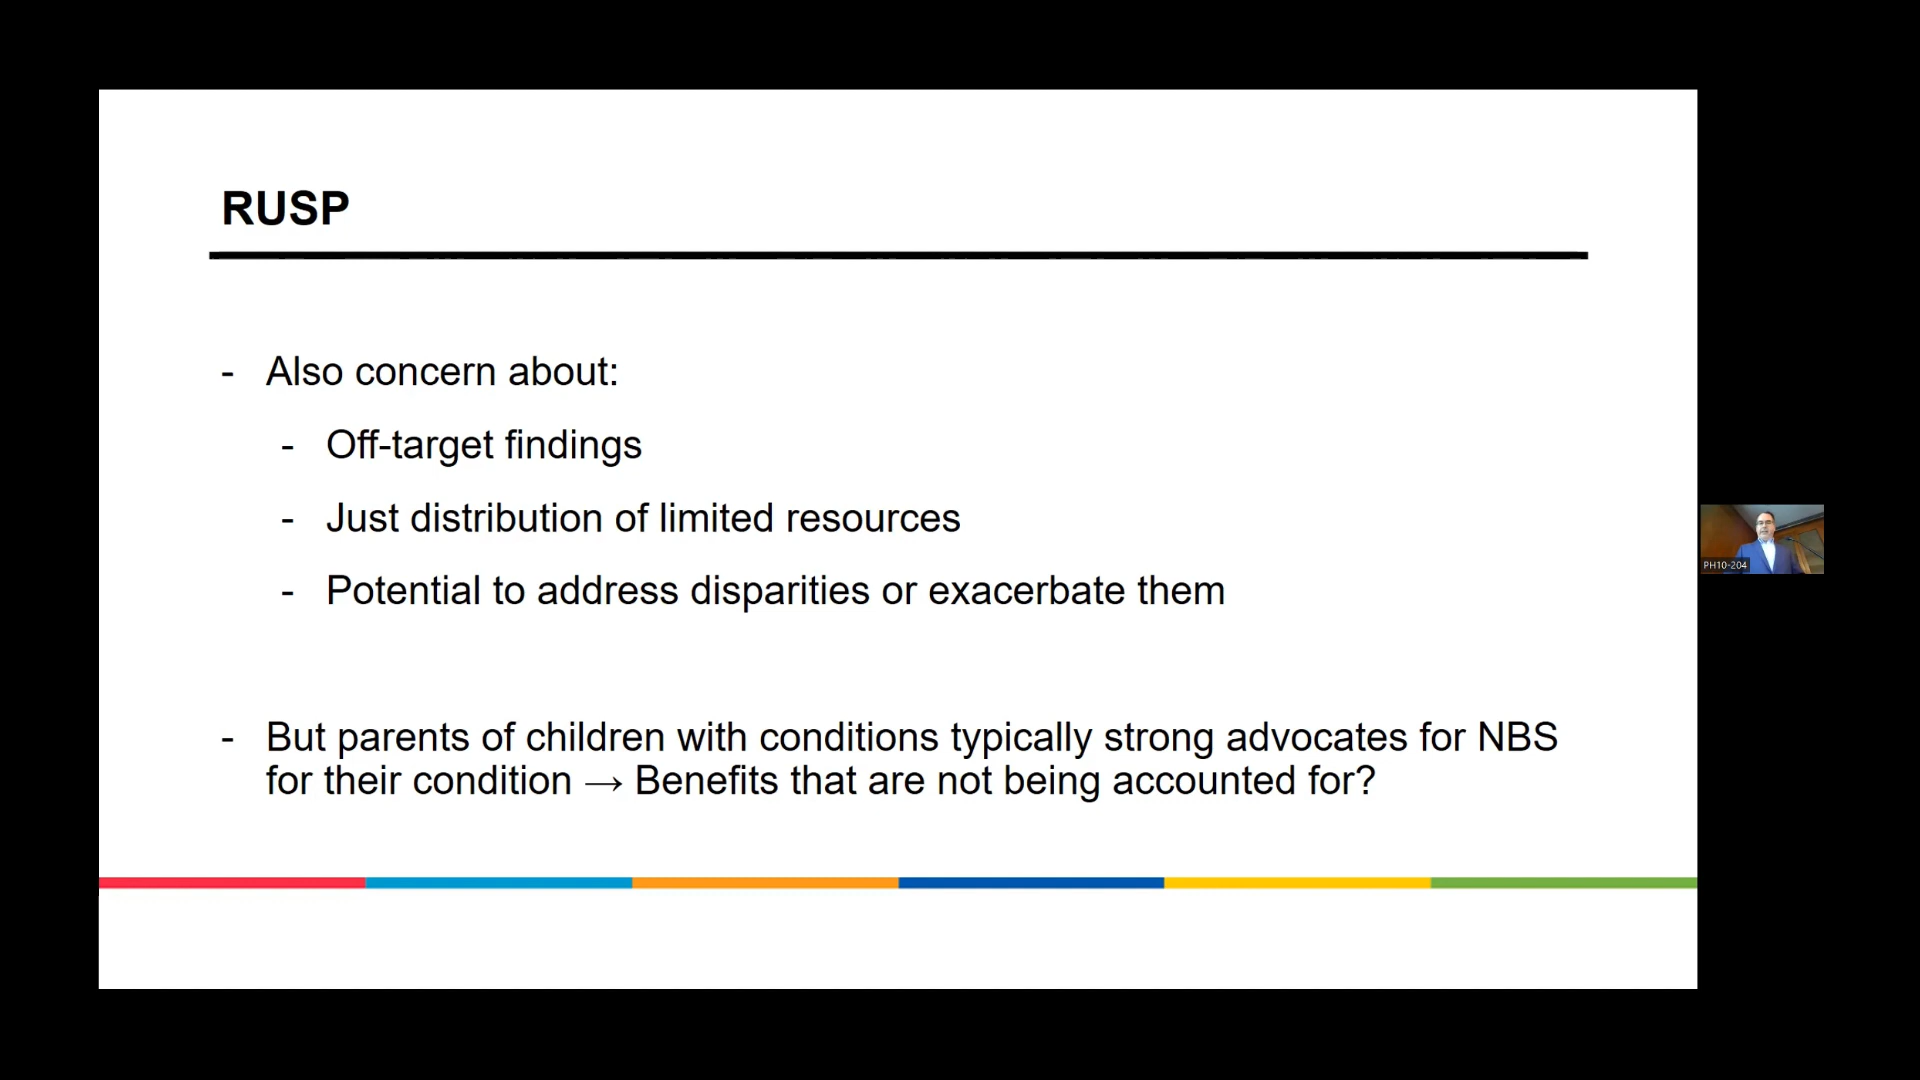 RUSP
- Also concern about:
- Off-target findings
- Just distribution of limited resources
- Potential to address disparities or exacerbate them
- But parents of children with conditions typically strong advocates for NBS
for their condition → Benefits that are not being accounted for?
PH10-204